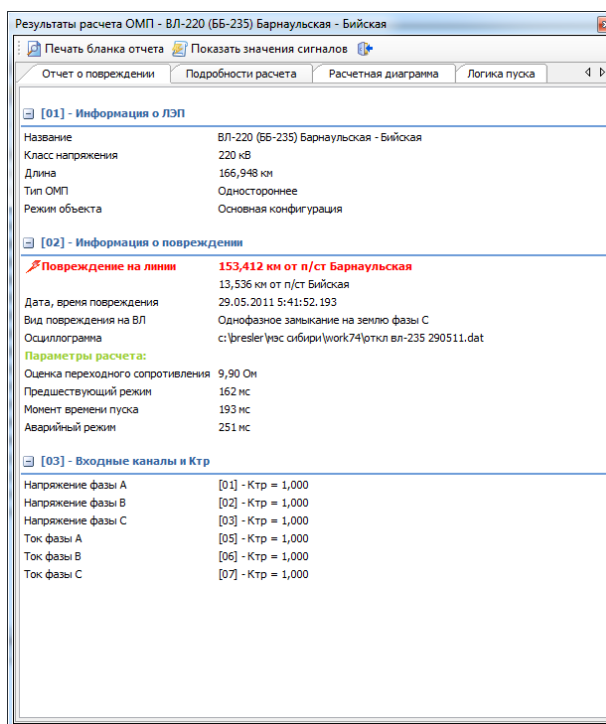 Результаты расчета ОМП - ВЛ-220 (ББ-235) Барнаульская - Бийская
Печать бланка отчета Показать значения сигналов
Отчет о повреждении Подробности расчета Расчетная диаграмма Логика пуска
[01] - Информация о ЛЭП
Название ВЛ-220 (ББ-235) Барнаульская - Бийская
Класс напряжения 220 кВ
Длина 166,948 км
Тип ОМП Одностороннее
Режим объекта Основная конфигурация
[02] - Информация о повреждении
Повреждение на линии 153,412 км от п/ст Барнаульская
13,536 км от п/ст Бийская
Дата, время повреждения 29.05.2011 5:41:52.193
Вид повреждения на ВЛ Однофазное замыкание на землю фазы С
Осциллограмма c:\bresler\мэс сибири\work74\откл вл-235 290511.dat
Параметры расчета:
Оценка переходного сопротивления 9,90 Ом
Предшествующий режим 162 мс
Момент времени пуска 193 мс
Аварийный режим 251 мс
[03] - Входные каналы и Ктр
Напряжение фазы А [01] - Ктр = 1,000
Напряжение фазы В [02] - Ктр = 1,000
Напряжение фазы С [03] - Ктр = 1,000
Ток фазы А [05] - Ктр = 1,000
Ток фазы В [06] - Ктр = 1,000
Ток фазы С [07] - Ктр = 1,000